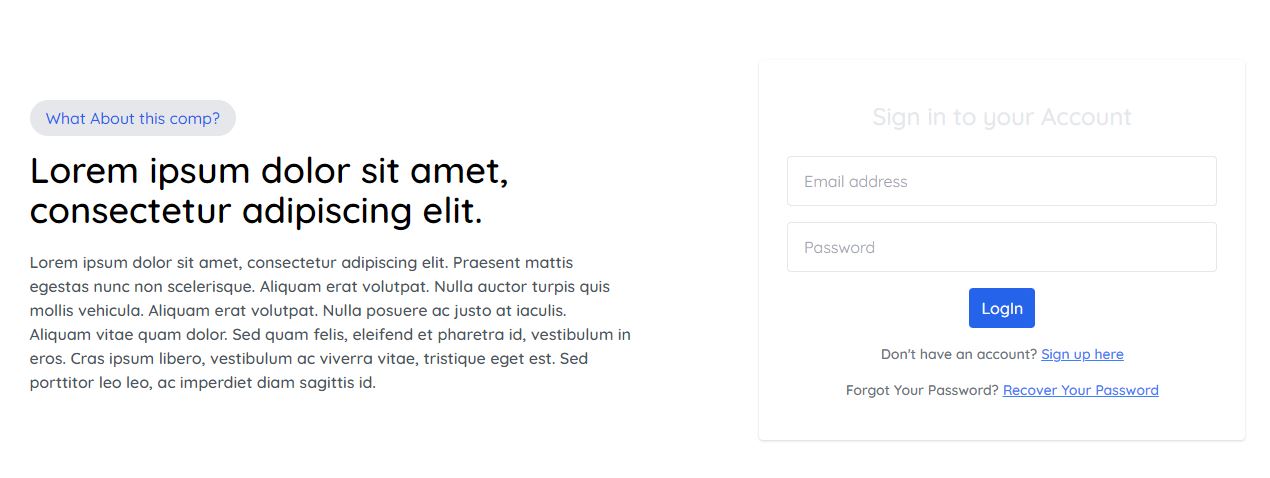 What About this comp?
Lorem ipsum dolor sit amet,
consectetur adipiscing elit.
Lorem ipsum dolor sit amet, consectetur adipiscing elit. Praesent mattis
egestas nunc non scelerisque. Aliquam erat volutpat. Nulla auctor turpis quis
mollis vehicula. Aliquam erat volutpat. Nulla posuere ac justo at iaculis.
Aliquam vitae quam dolor. Sed quam felis, eleifend et pharetra id, vestibulum in
eros. Cras ipsum libero, vestibulum ac viverra vitae, tristique eget est. Sed
porttitor leo leo, ac imperdiet diam sagittis id.
Sign in to your Account
Email address
Password
LogIn
Don't have an account? Sign up here
Forgot Your Password? Recover Your Password